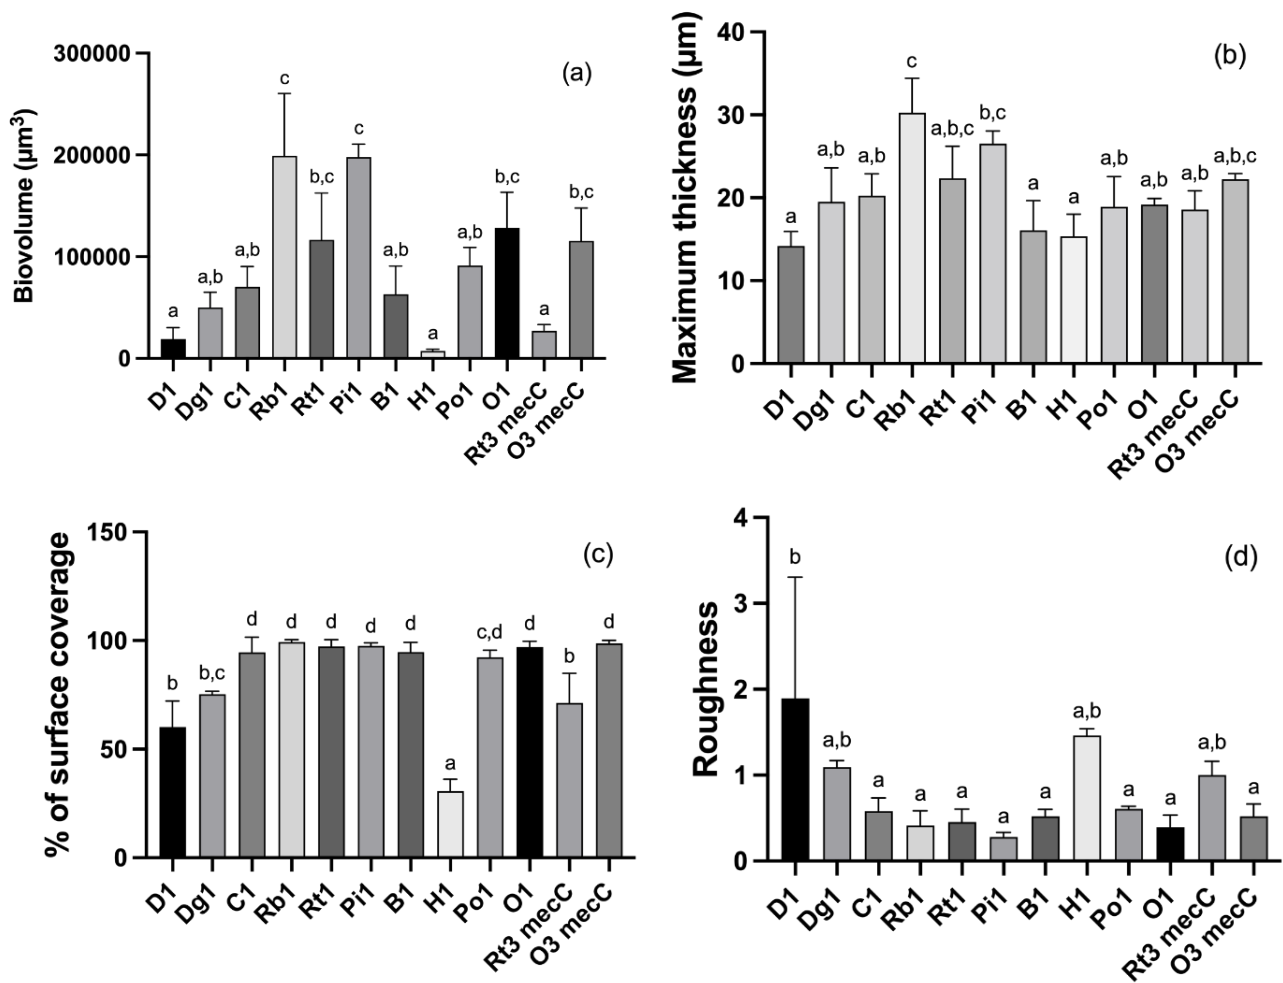 (a)
Biovolume (µm³)
300000
200000
100000
0
a
a,b
a,b
c
b,c
c
a,b
a
a,b
b,c
a
b,c
D1
Dg1
C1
Rb1
Rt1
Pi1
B1
H1
Po1
O1
Rt3 mecC
O3 mecC
(b)
Maximum thickness (µm)
40
30
20
10
0
a
a,b
a,b
c
a,b,c
b,c
a
a
a,b
a,b
a,b
a,b,c
D1
Dg1
C1
Rb1
Rt1
Pi1
B1
H1
Po1
O1
Rt3 mecC
O3 mecC
(c)
% of surface coverage
150
100
50
0
b
b,c
d
d
d
d
d
a
c,d
d
b
d
D1
Dg1
C1
Rb1
Rt1
Pi1
B1
H1
Po1
O1
Rt3 mecC
O3 mecC
(d)
Roughness
4
3
2
1
0
b
a,b
a
a
a
a
a
a,b
a
a
a,b
a
D1
Dg1
C1
Rb1
Rt1
Pi1
B1
H1
Po1
O1
Rt3 mecC
O3 mecC